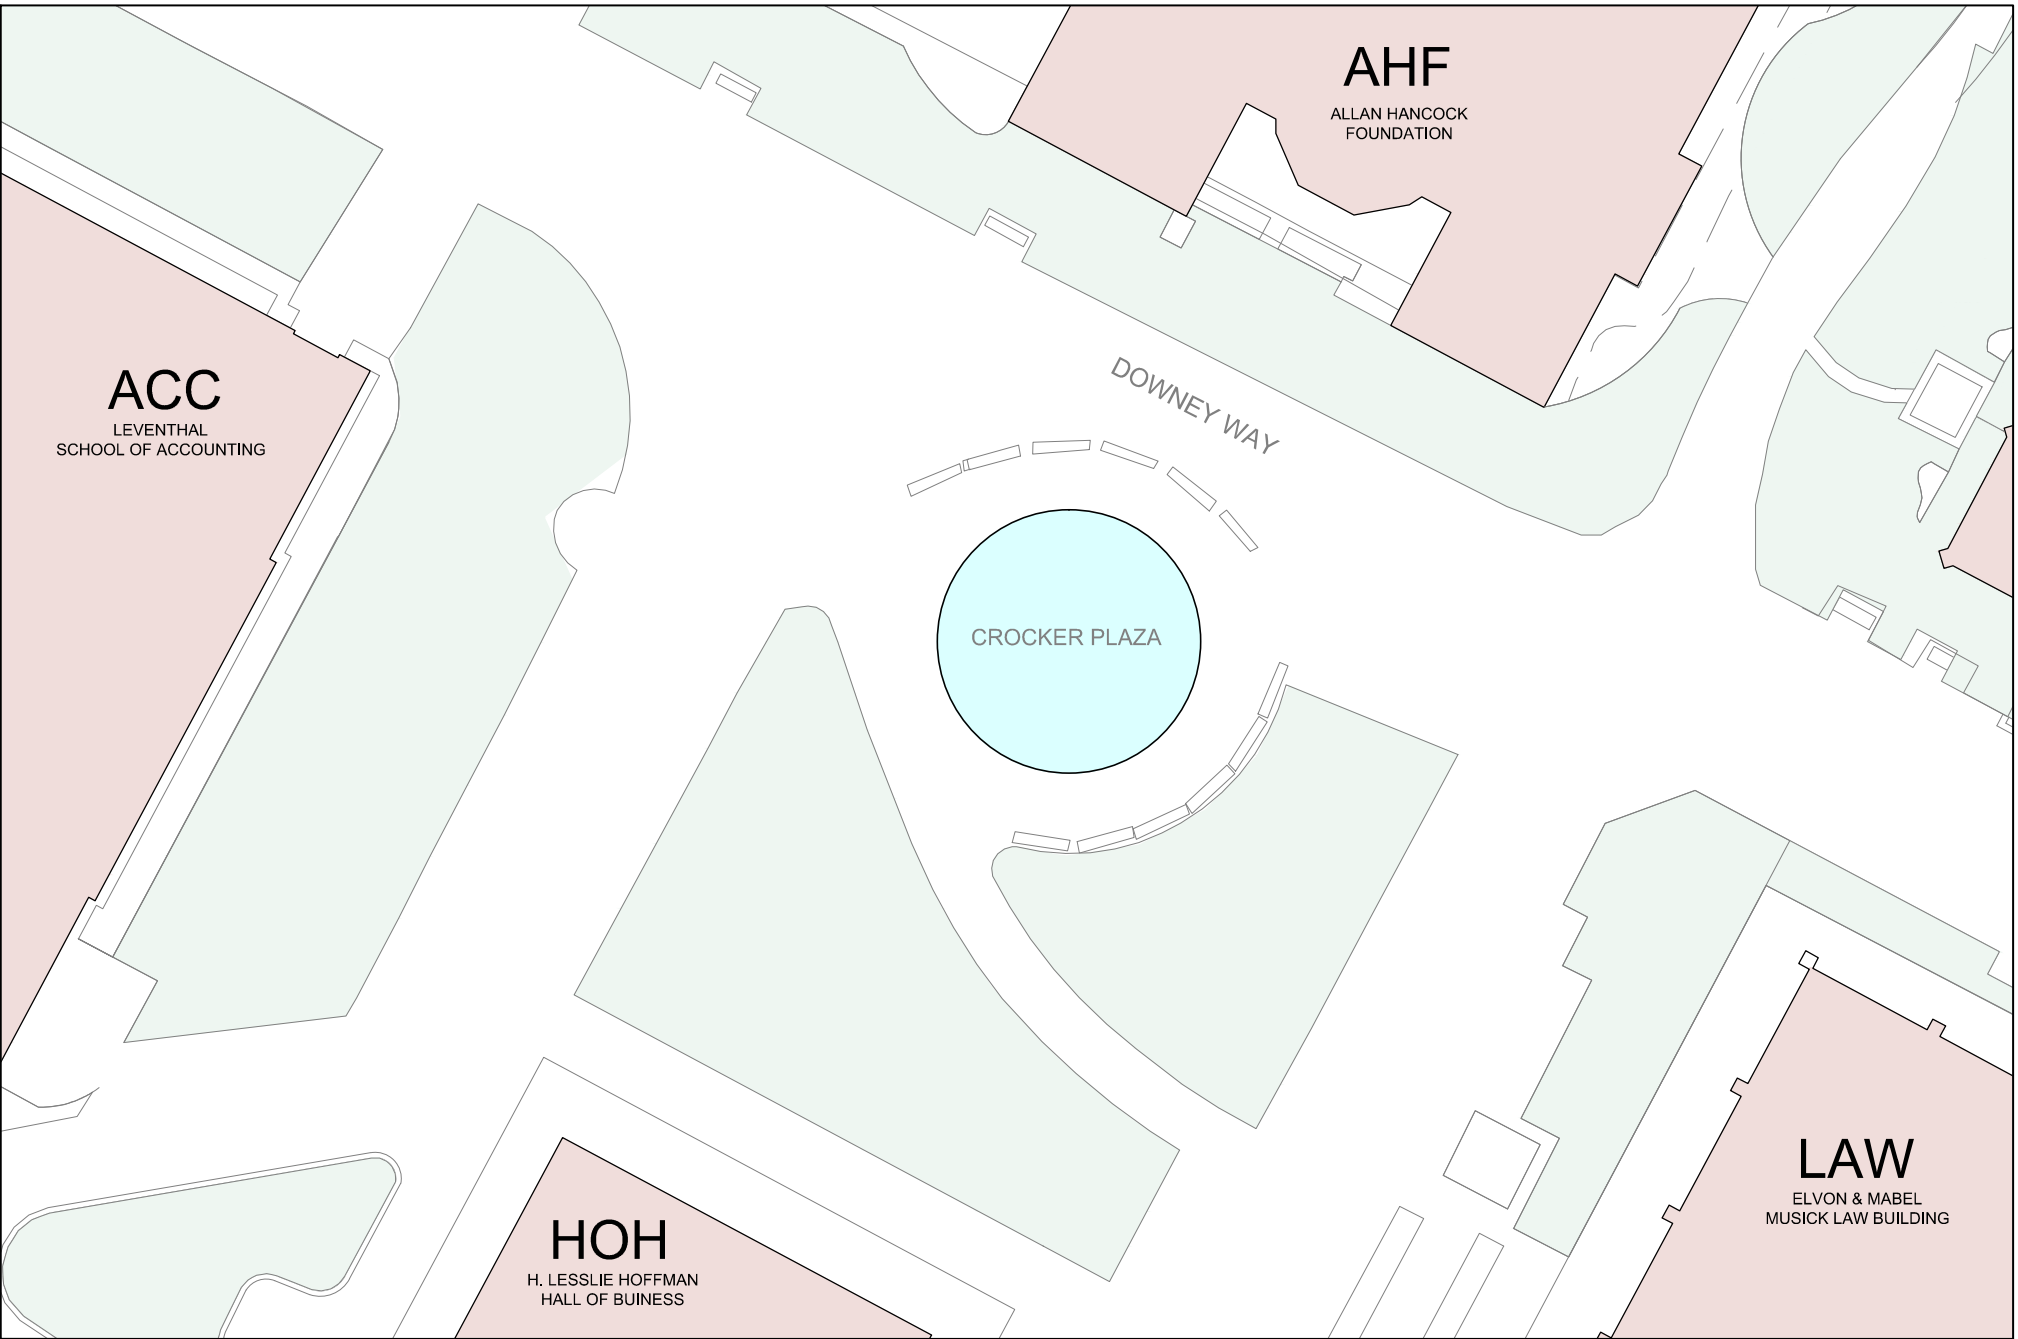 AHF
ALLAN HANCOCK
FOUNDATION
ACC
LEVENTHAL
SCHOOL OF ACCOUNTING
DOWNEY WAY
CROCKER PLAZA
LAW
ELVON & MABEL
MUSICK LAW BUILDING
HOH
H. LESSLIE HOFFMAN
HALL OF BUINESS